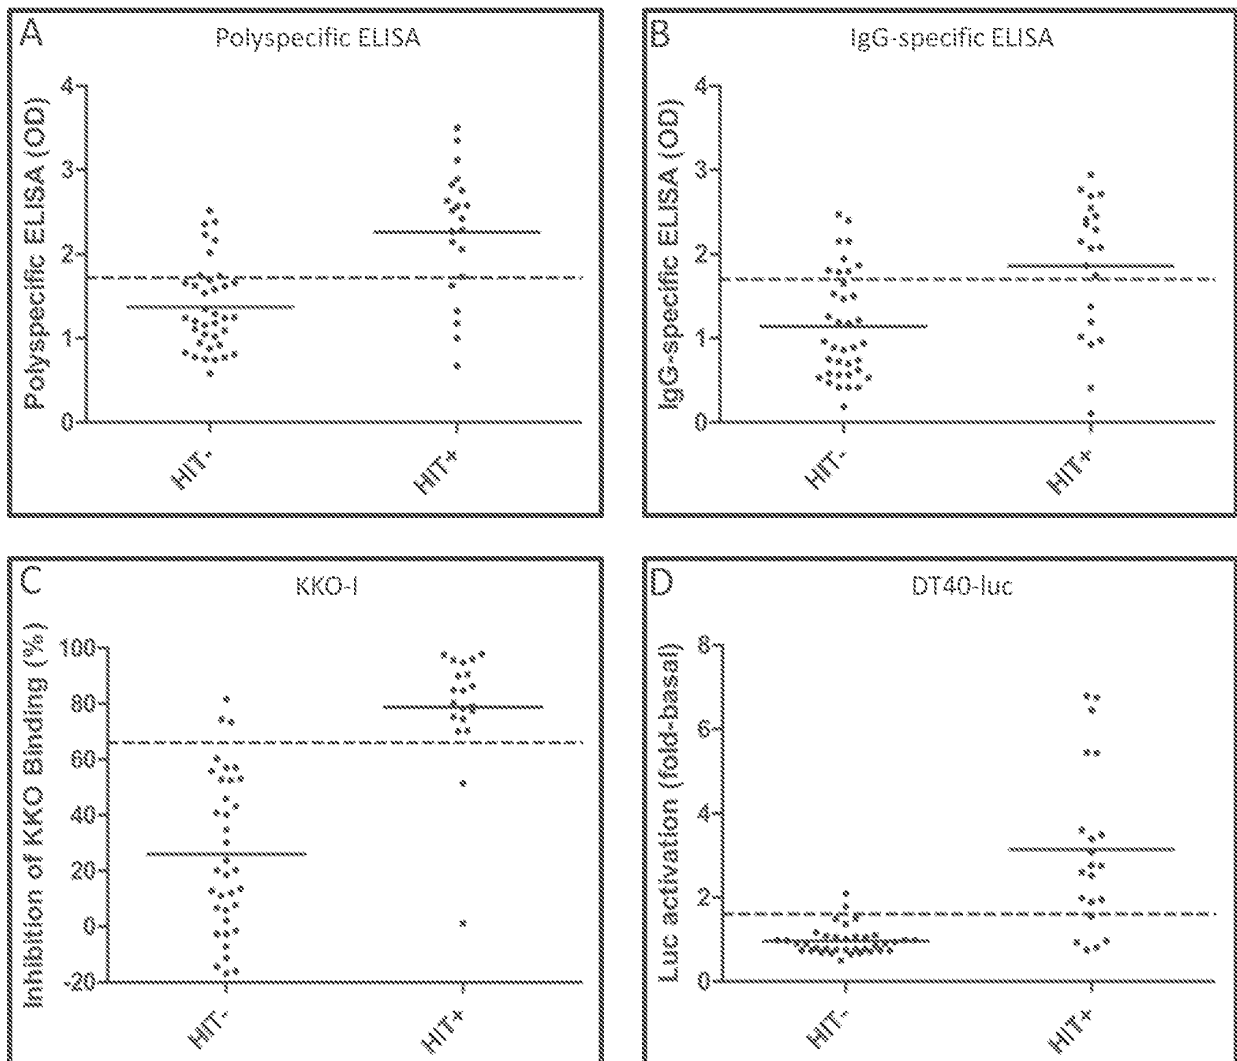 A
Polyspecific ELISA
Polyspecific ELISA (OD)
4
3
2
1
0
HIT-
HIT+
B
IgG-specific ELISA
IgG-specific ELISA (OD)
4
3
2
1
0
HIT-
HIT+
C
KKO-I
Inhibition of KKO Binding (%)
100
80
60
40
20
0
-20
HIT-
HIT+
D
DT40-luc
Luc activation (fold-basal)
8
6
4
2
0
HIT-
HIT+